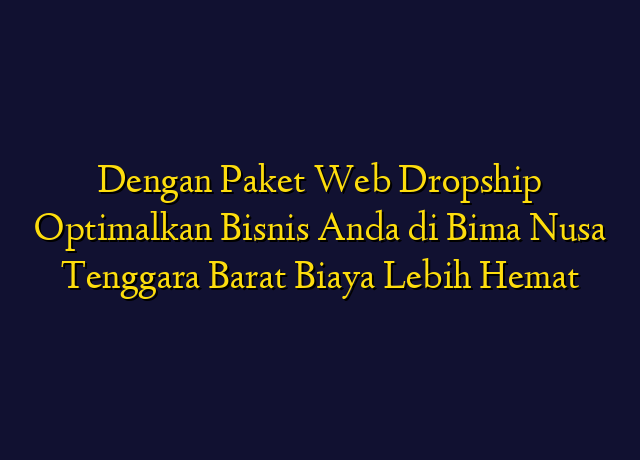 Dengan Paket Web Dropship
Optimalkan Bisnis Anda di Bima Nusa
Tenggara Barat Biaya Lebih Hemat